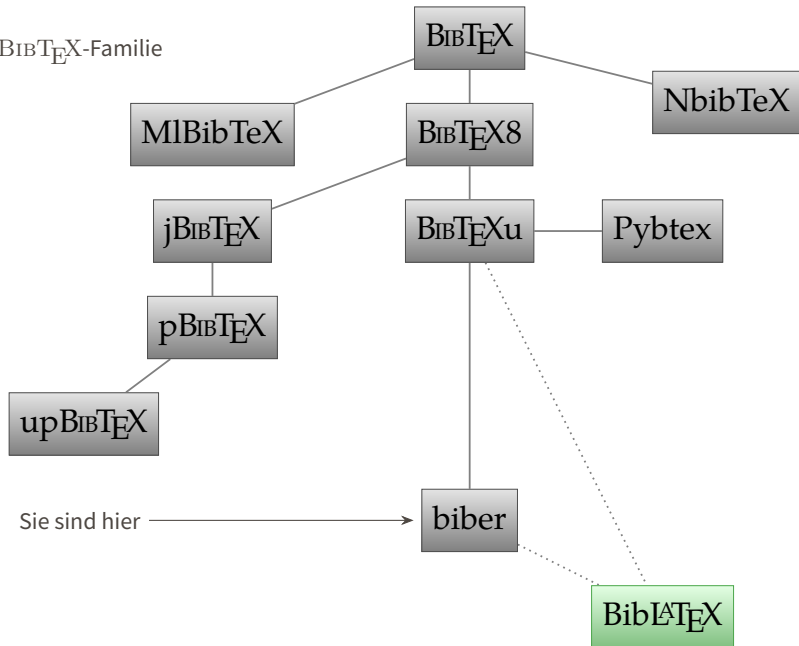 BIBTEX
BIBTEX-Familie
NbibTeX
MlBibTeX
BIBTEX8
jBIBTEX
BIBTEXu
Pybtex
pBIBTEX
upBIBTEX
Sie sind hier
biber
BibLATEX